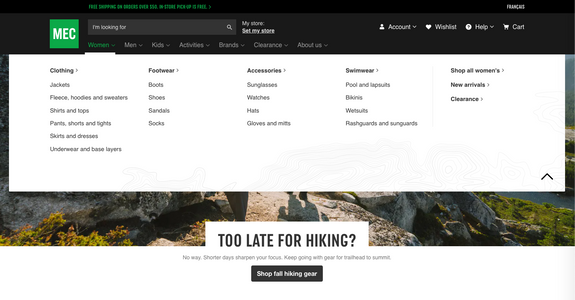 FREE SHIPPING ON ORDERS OVER $50. IN STORE PICK-UP IS FREE. >
FRANÇAIS
MEC
I'm looking for
My store:
Set my store
Account
Wishlist
Help
Cart
Women
Men
Kids
Activities
Brands
Clearance
About us
Clothing >
Jackets
Fleece, hoodies and sweaters
Shirts and tops
Pants, shorts and tights
Skirts and dresses
Underwear and base layers
Footwear >
Boots
Shoes
Sandals
Socks
Accessories >
Sunglasses
Watches
Hats
Gloves and mitts
Swimwear >
Pool and lapsuits
Bikinis
Wetsuits
Rashguards and sunguards
Shop all women's >
New arrivals >
Clearance >
TOO LATE FOR HIKING?
No way. Shorter days sharpen your focus. Keep going with gear for trailhead to summit.
Shop fall hiking gear